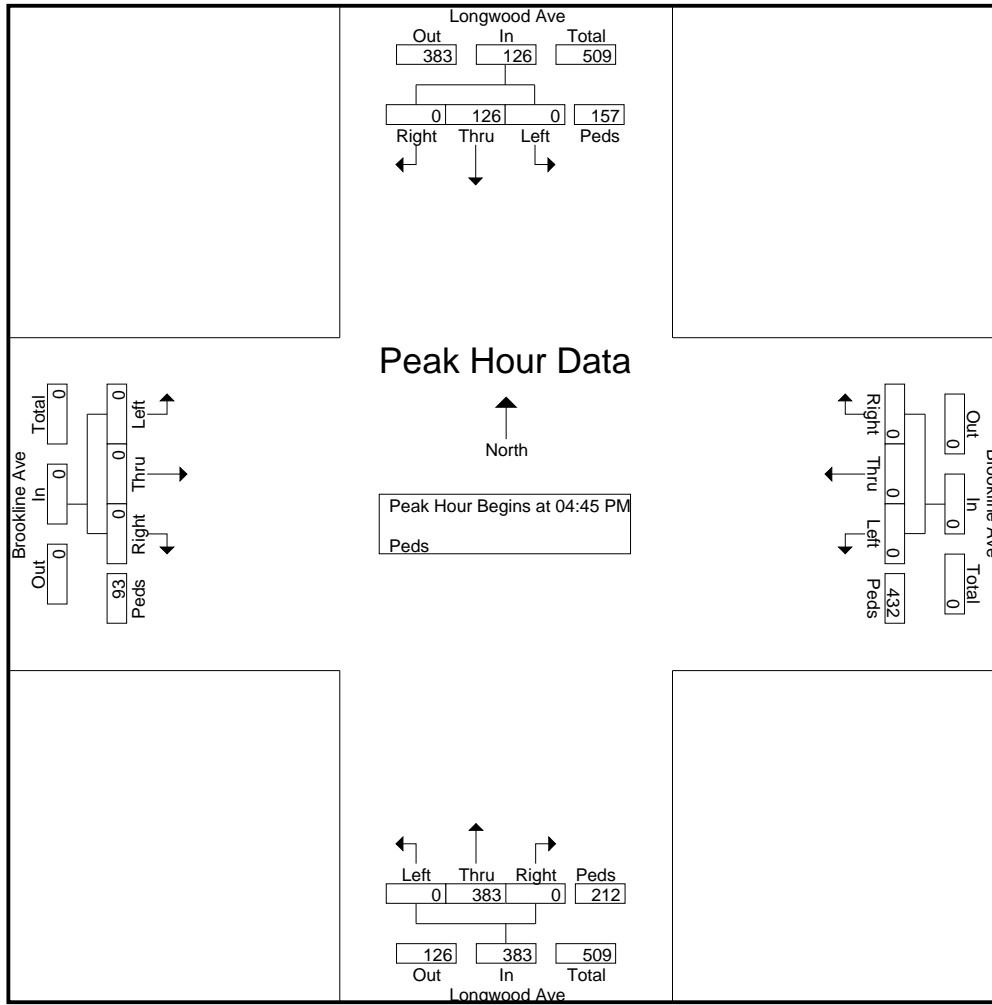 Longwood Ave
Out In Total
383 126 509
0 126 0 157
Right Thru Left Peds
Peak Hour Data
North
Peak Hour Begins at 04:45 PM
Peds
Brookline Ave
Total In Out
0 0 0
0 0 0 93
Left Thru Right Peds
Right Thru Left Peds
0 0 0 432
Out In Total
0 0 0
Brookline Ave
Left Thru Right Peds
0 383 0 212
126 383 509
Out In Total
Longwood Ave